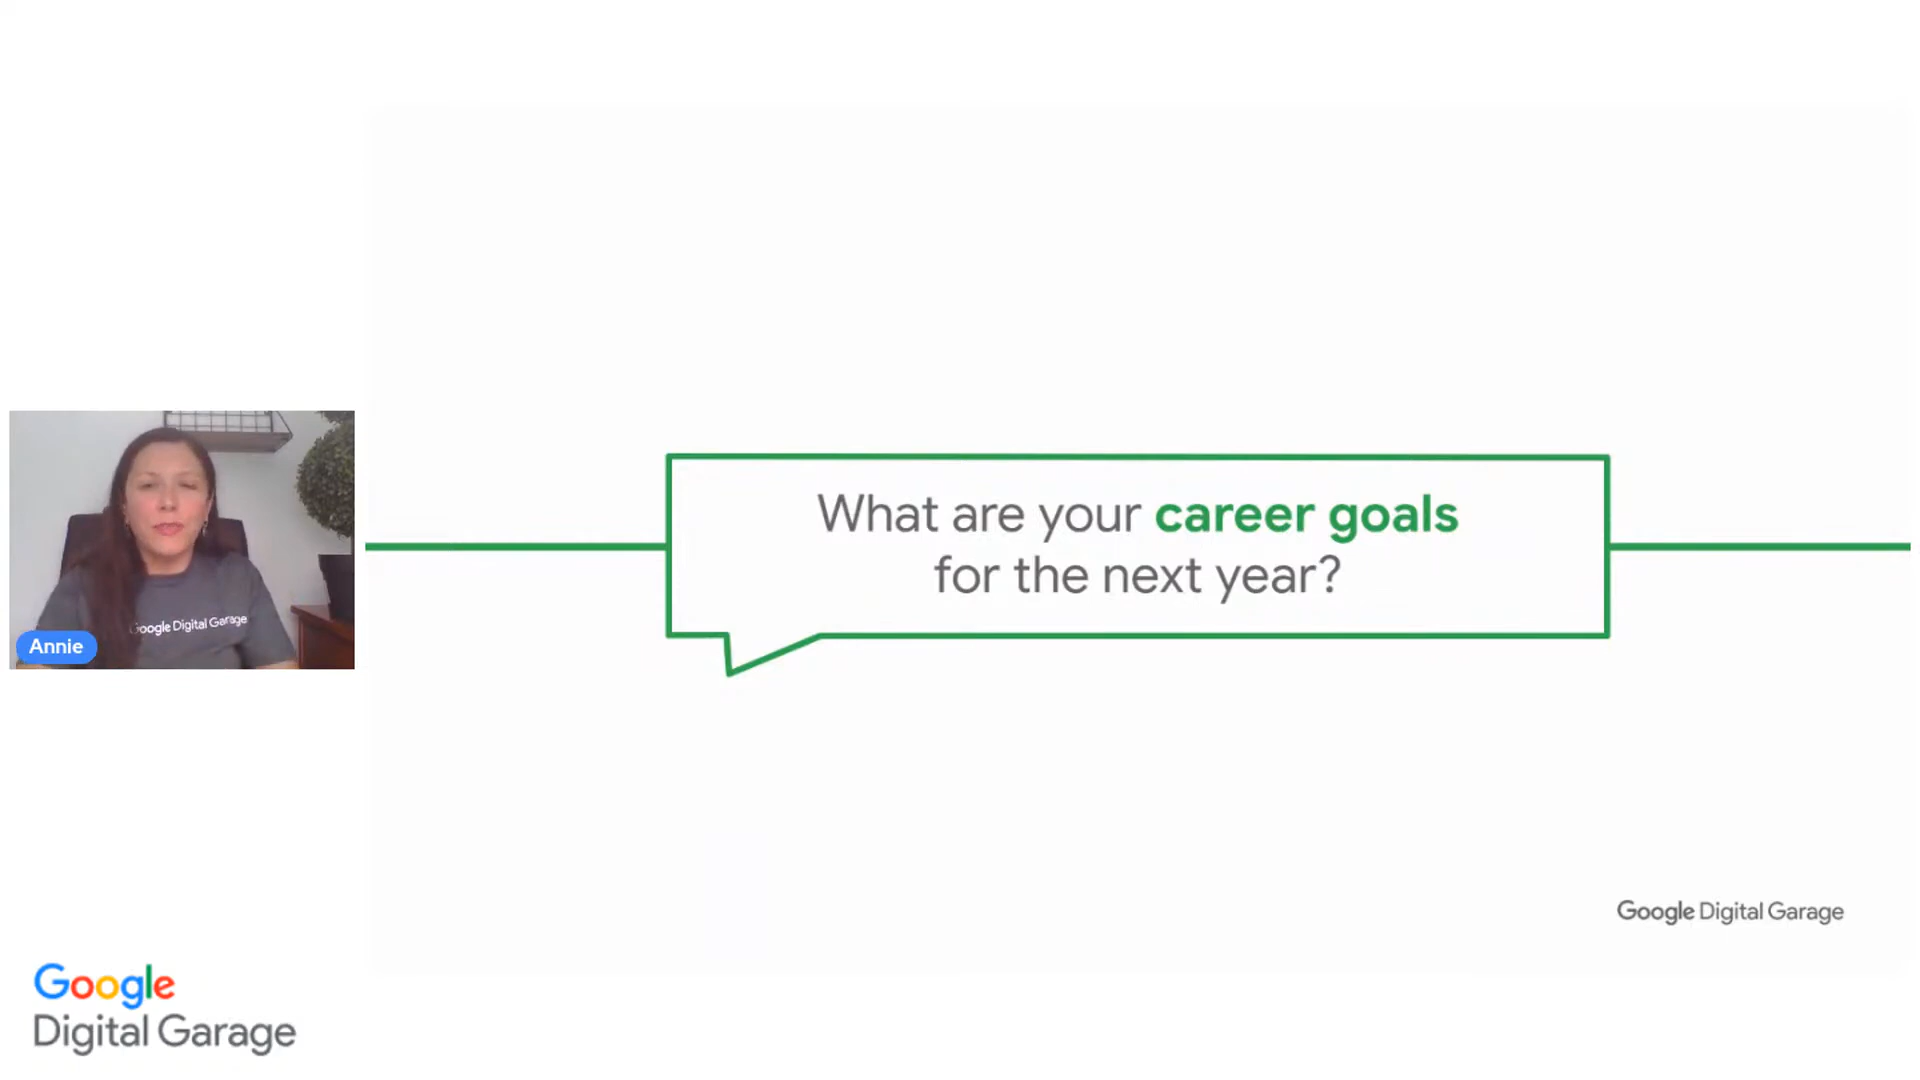 What are your career goals
for the next year?
Google Digital Garage
Annie
Google Digital Garage
Google
Digital Garage